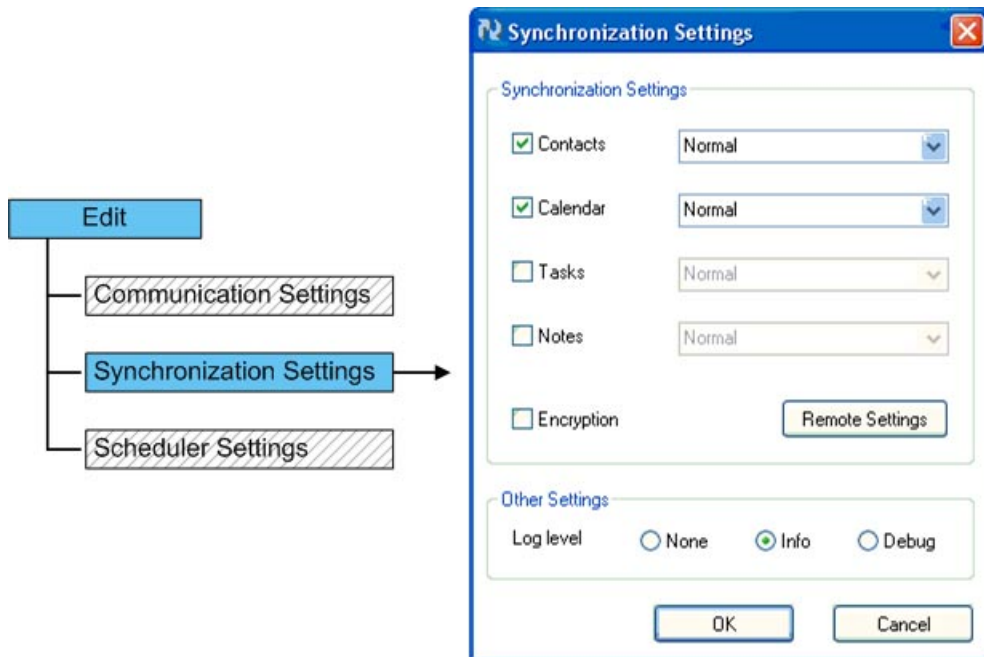 Edit
Communication Settings
Synchronization Settings
Scheduler Settings
Synchronization Settings
Synchronization Settings
Contacts Normal
Calendar Normal
Tasks Normal
Notes Normal
Encryption Remote Settings
Other Settings
Log level None Info Debug
OK Cancel